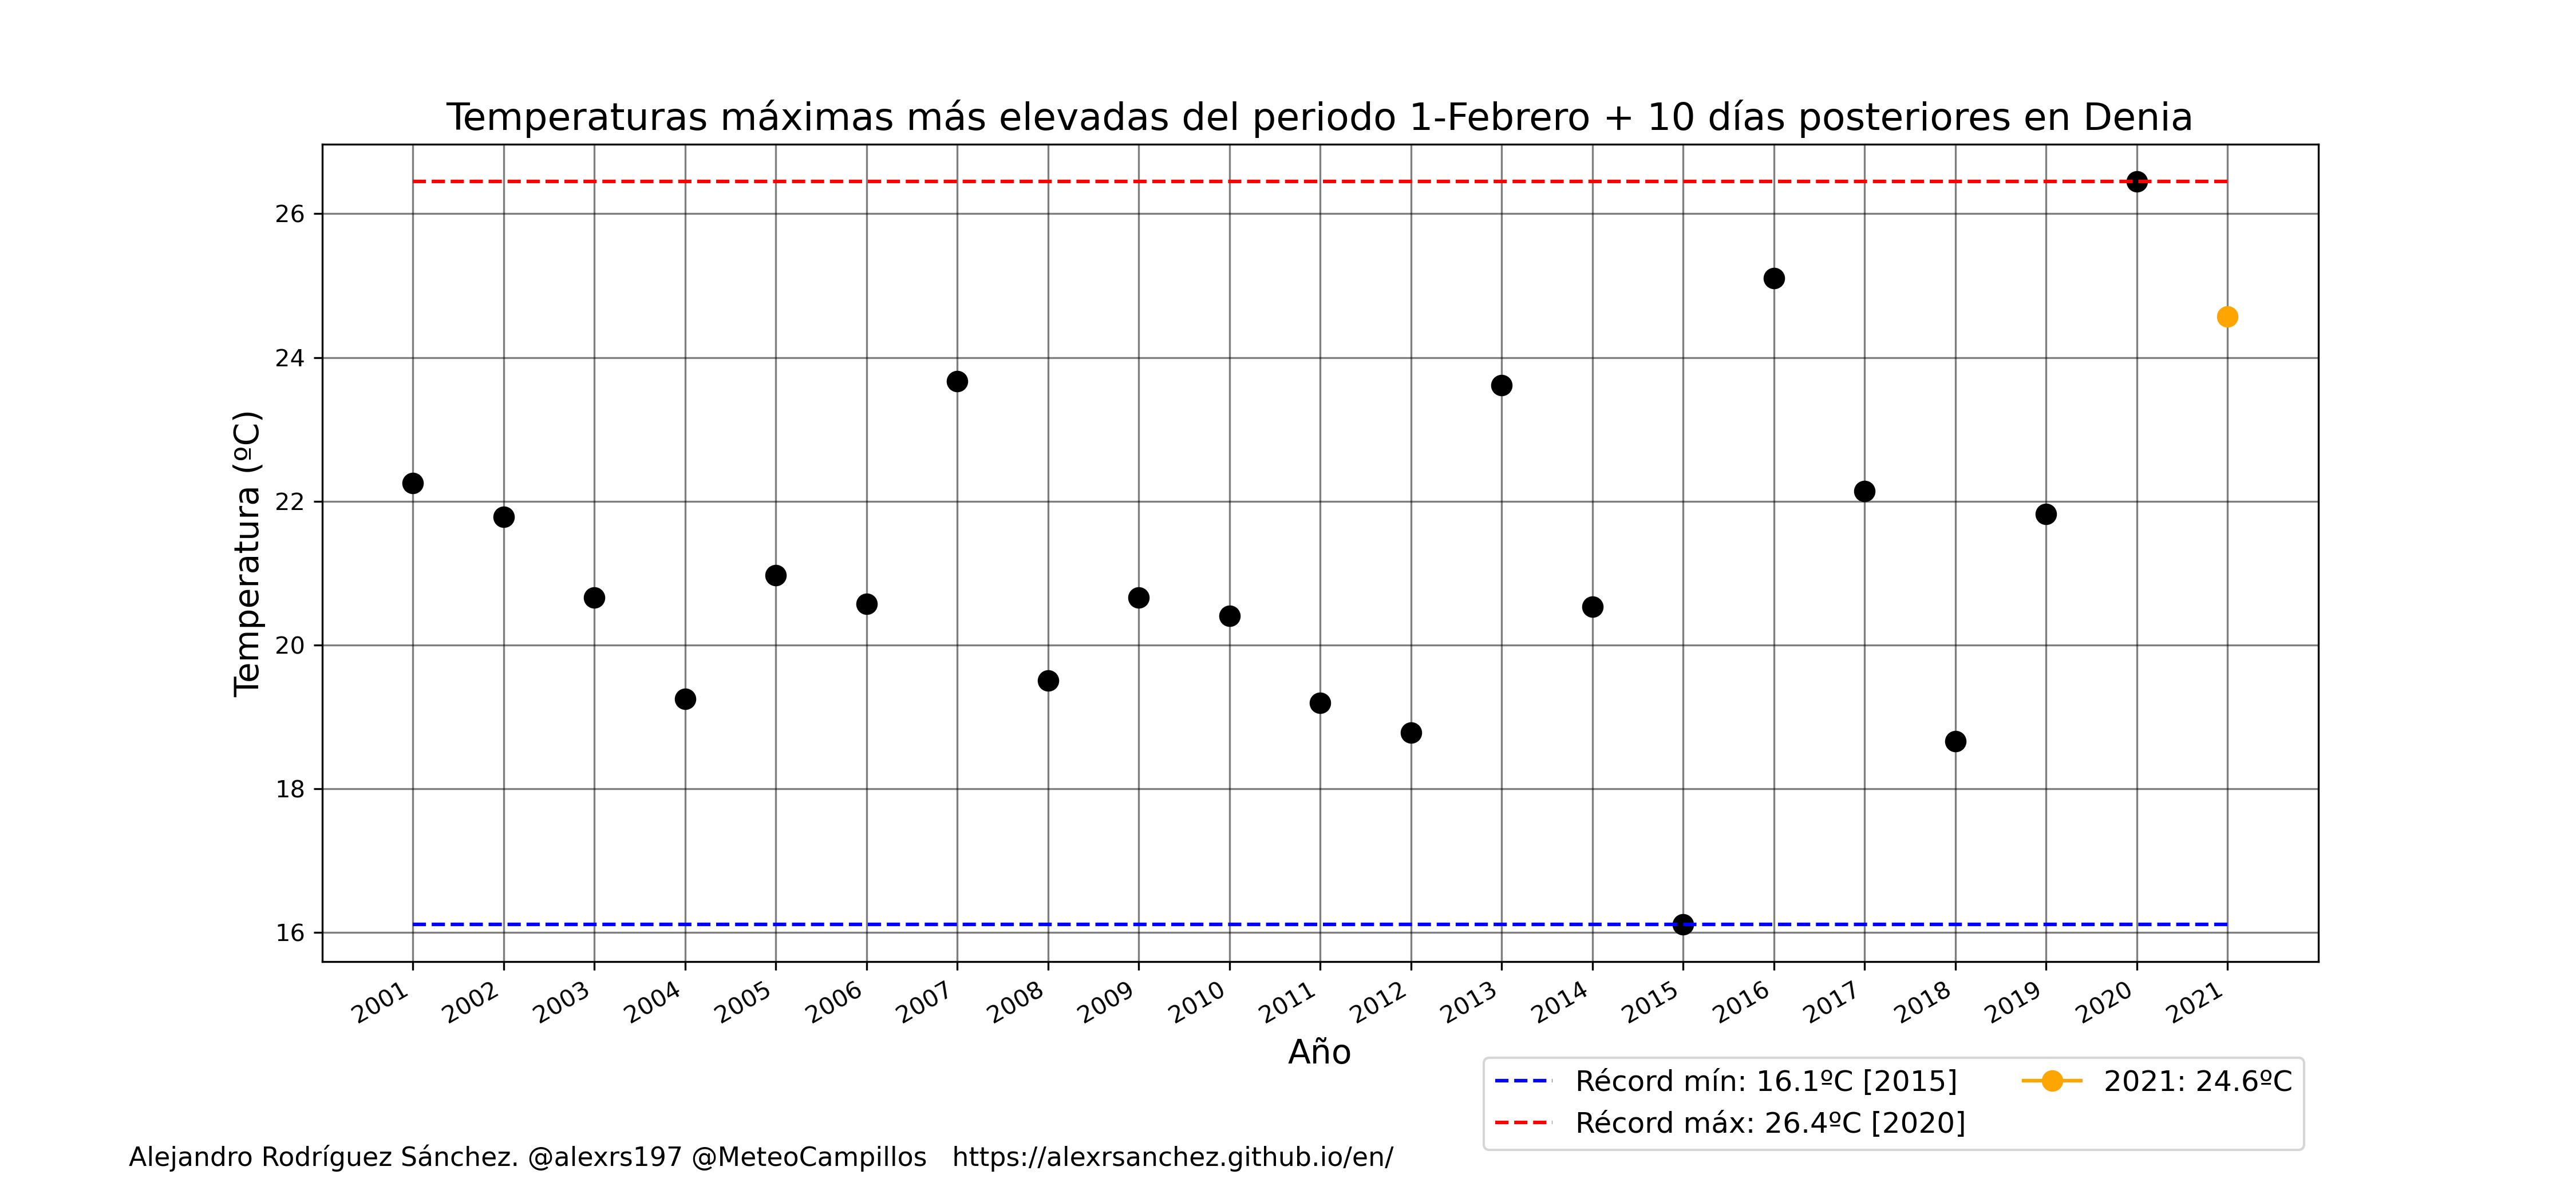 Temperaturas máximas más elevadas del periodo 1-Febrero + 10 días posteriores en Denia
Temperatura (ºC)
26
24
22
20
18
16
2001 2002 2003 2004 2005 2006 2007 2008 2009 2010 2011 2012 2013 2014 2015 2016 2017 2018 2019 2020 2021
Año
Récord mín: 16.1ºC [2015]
Récord máx: 26.4ºC [2020]
2021: 24.6ºC
Alejandro Rodríguez Sánchez. @alexrs197 @MeteoCampillos https://alexrsanchez.github.io/en/